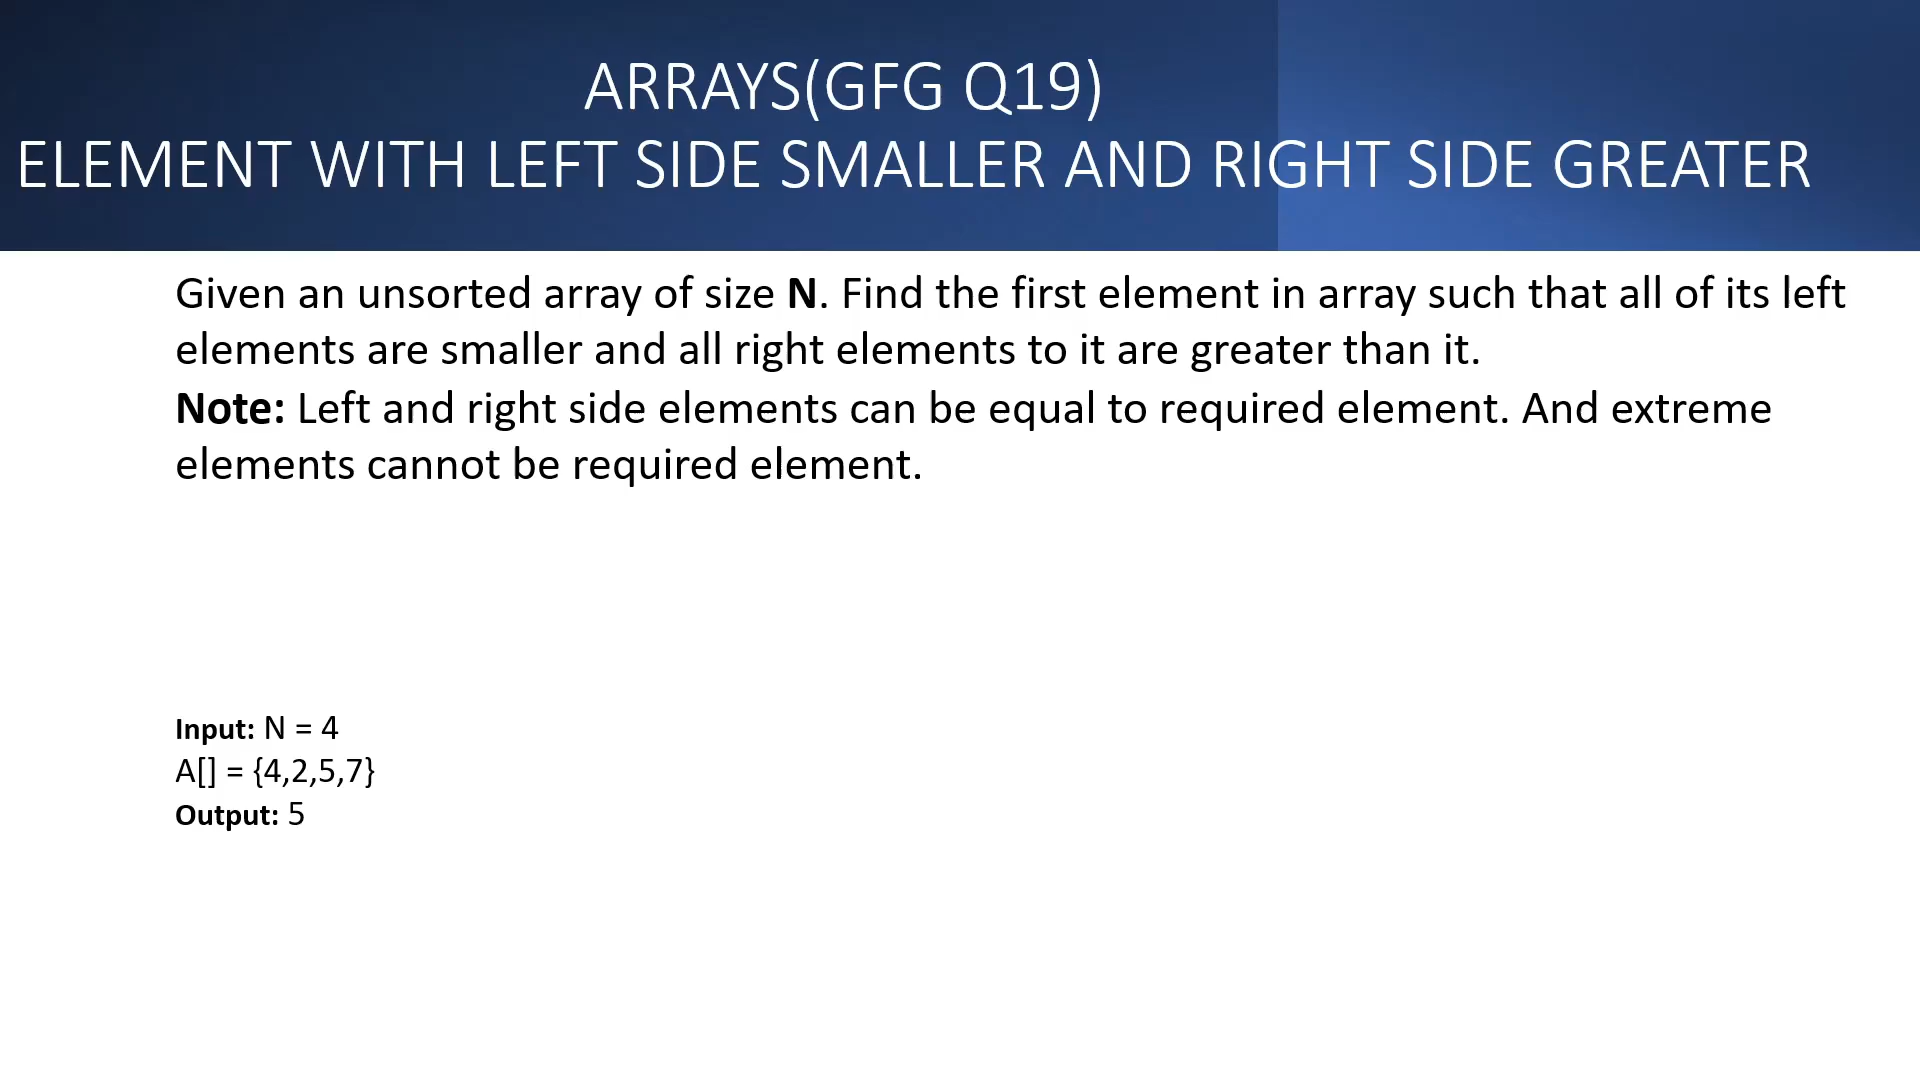 ARRAYS(GFG Q19)
ELEMENT WITH LEFT SIDE SMALLER AND RIGHT SIDE GREATER
Given an unsorted array of size N. Find the first element in array such that all of its left
elements are smaller and all right elements to it are greater than it.
Note: Left and right side elements can be equal to required element. And extreme
elements cannot be required element.
Input: N = 4
A[] = {4,2,5,7}
Output: 5